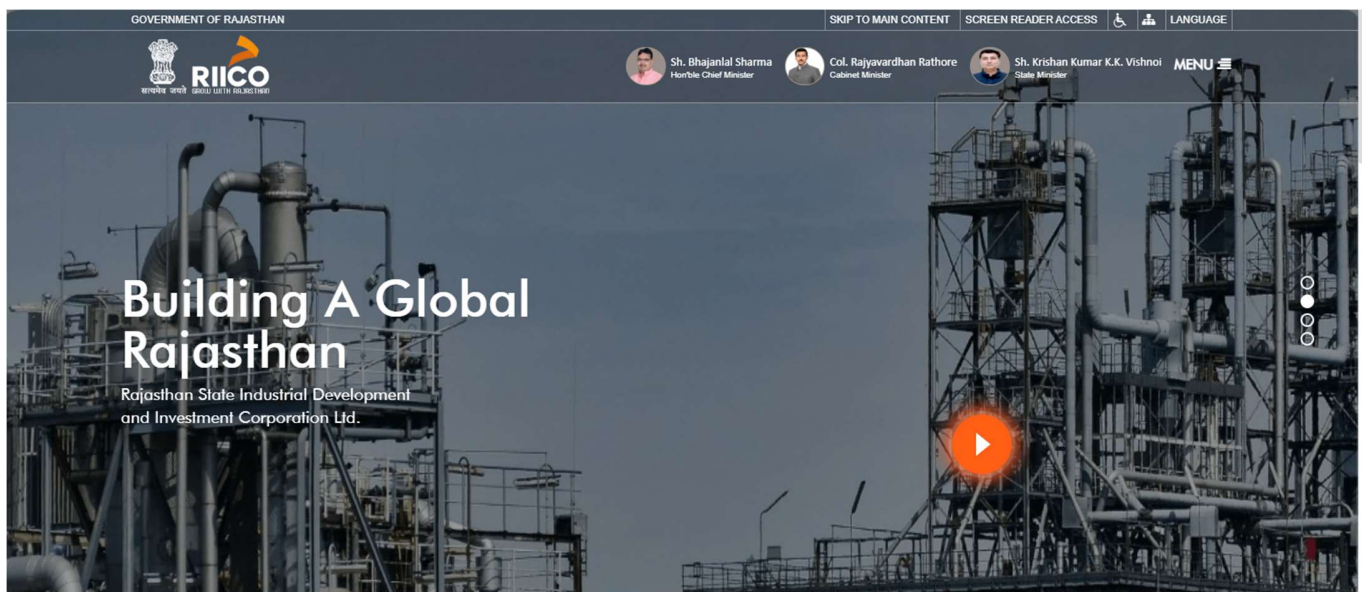 GOVERNMENT OF RAJASTHAN
SKIP TO MAIN CONTENT
SCREEN READER ACCESS
LANGUAGE
सत्यमेव जयते
RIICO
GROW WITH RAJASTHAN
Sh. Bhajanlal Sharma
Hon'ble Chief Minister
Col. Rajyavardhan Rathore
Cabinet Minister
Sh. Krishan Kumar K.K. Vishnoi
State Minister
MENU
Building A Global
Rajasthan
Rajasthan State Industrial Development
and Investment Corporation Ltd.